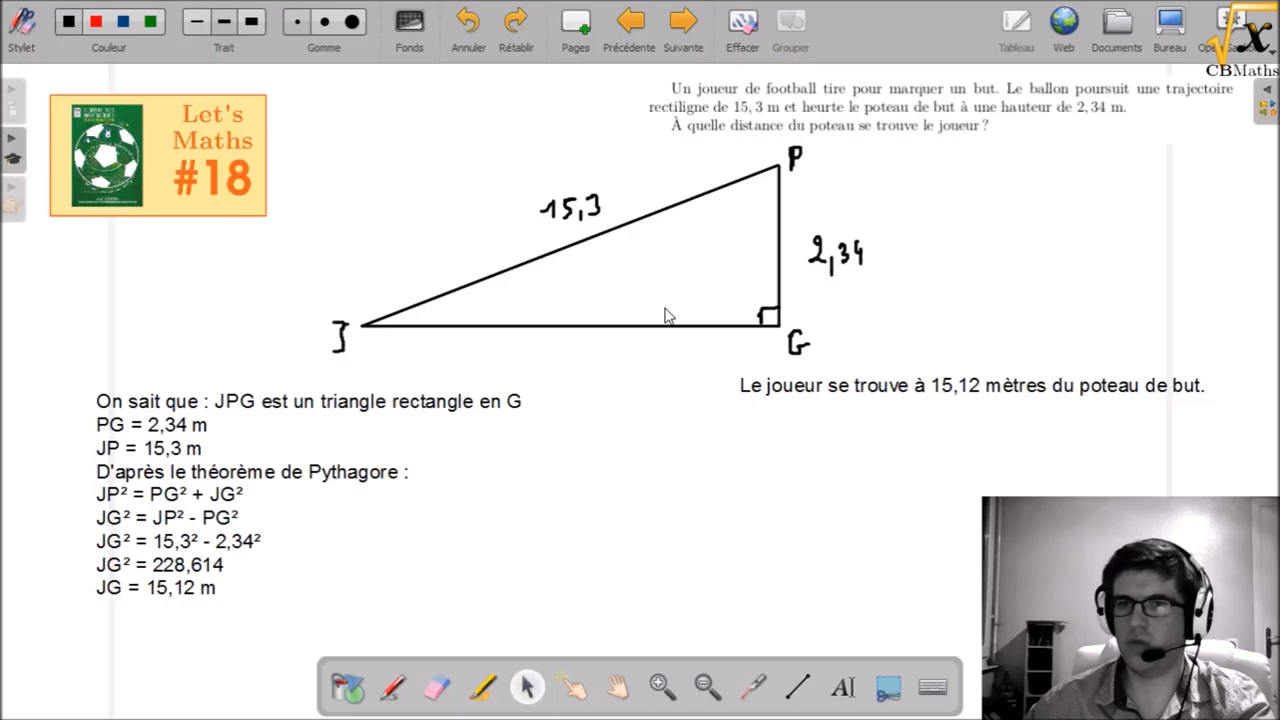 Stylet
Couleur
Trait
Gomme
Fonds
Annuler
Rétablir
Pages
Précédente
Suivante
Effacer
Grouper
Tableau
Web
Documents
Bureau
x
CBMaths
Let's
Maths
#18
Un joueur de football tire pour marquer un but. Le ballon poursuit une trajectoire
rectiligne de 15, 3 m et heurte le poteau de but à une hauteur de 2, 34 m.
À quelle distance du poteau se trouve le joueur ?
P
15,3
2,34
J
G
Le joueur se trouve à 15,12 mètres du poteau de but.
On sait que : JPG est un triangle rectangle en G
PG = 2,34 m
JP = 15,3 m
D'après le théorème de Pythagore :
JP² = PG² + JG²
JG² = JP² - PG²
JG² = 15,3² - 2,34²
JG² = 228,614
JG = 15,12 m
AI